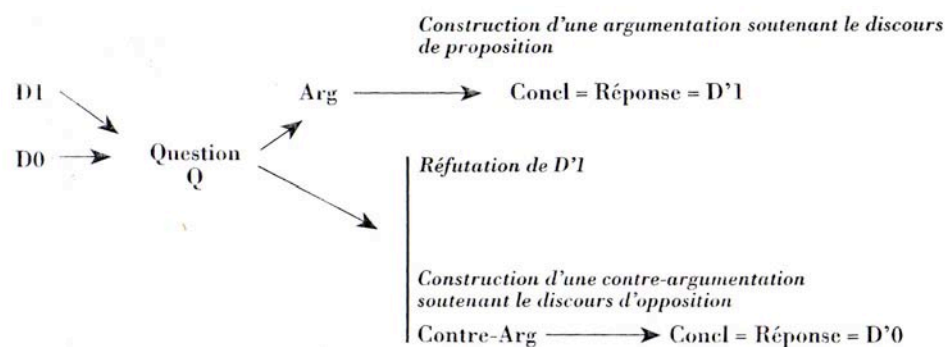 Construction d'une argumentation soutenant le discours
de proposition
D1
Arg
Concl = Réponse = D'1
D0
Question
Q
Réfutation de D'1
Construction d'une contre-argumentation
soutenant le discours d'opposition
Contre-Arg
Concl = Réponse = D'0